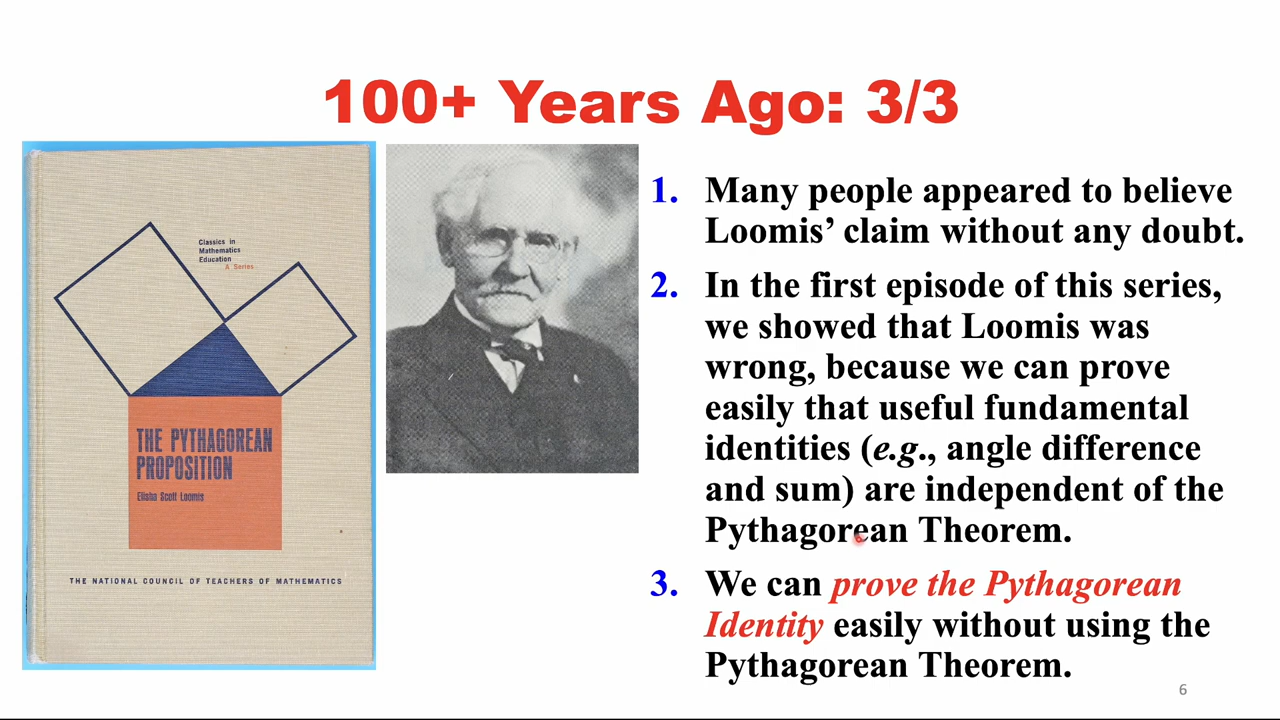 100+ Years Ago: 3/3
Classics in
Mathematics
Education
A Series
THE PYTHAGOREAN
PROPOSITION
Elisha Scott Loomis
THE NATIONAL COUNCIL OF TEACHERS OF MATHEMATICS
1. Many people appeared to believe
Loomis’ claim without any doubt.
2. In the first episode of this series,
we showed that Loomis was
wrong, because we can prove
easily that useful fundamental
identities (e.g., angle difference
and sum) are independent of the
Pythagorean Theorem.
3. We can prove the Pythagorean
Identity easily without using the
Pythagorean Theorem.
6